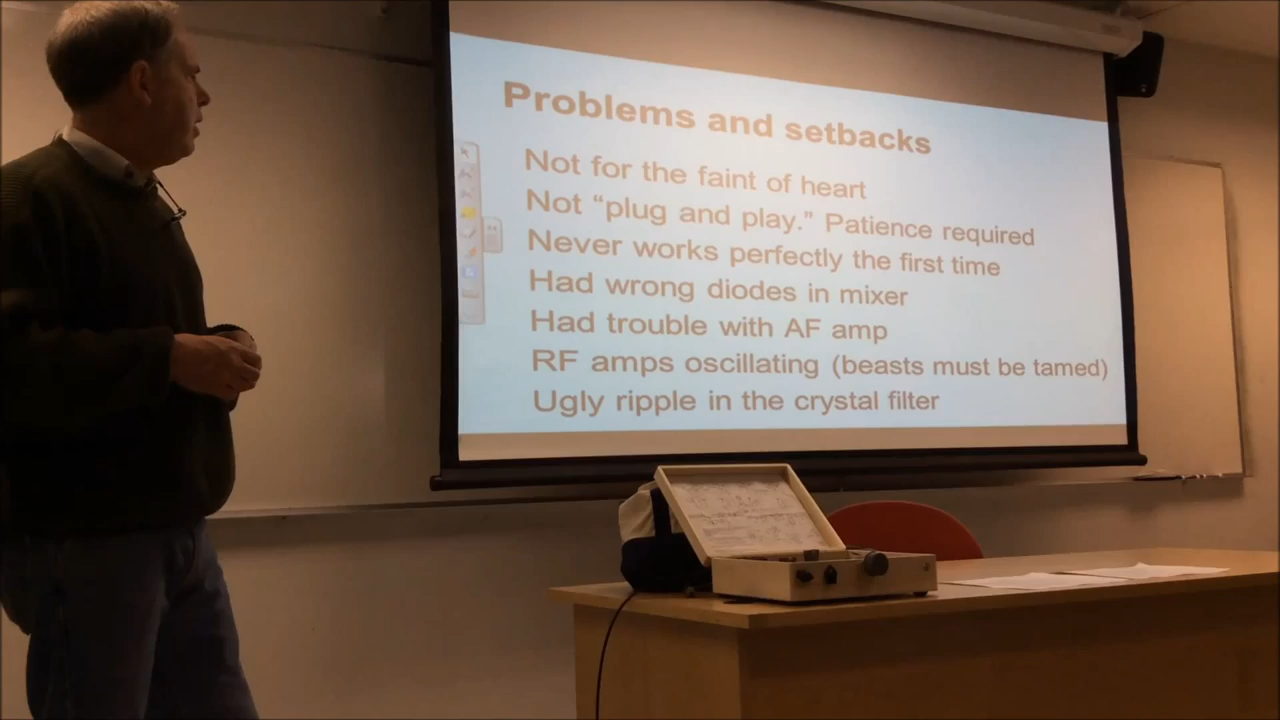 Problems and setbacks
Not for the faint of heart
Not “plug and play.” Patience required
Never works perfectly the first time
Had wrong diodes in mixer
Had trouble with AF amp
RF amps oscillating (beasts must be tamed)
Ugly ripple in the crystal filter